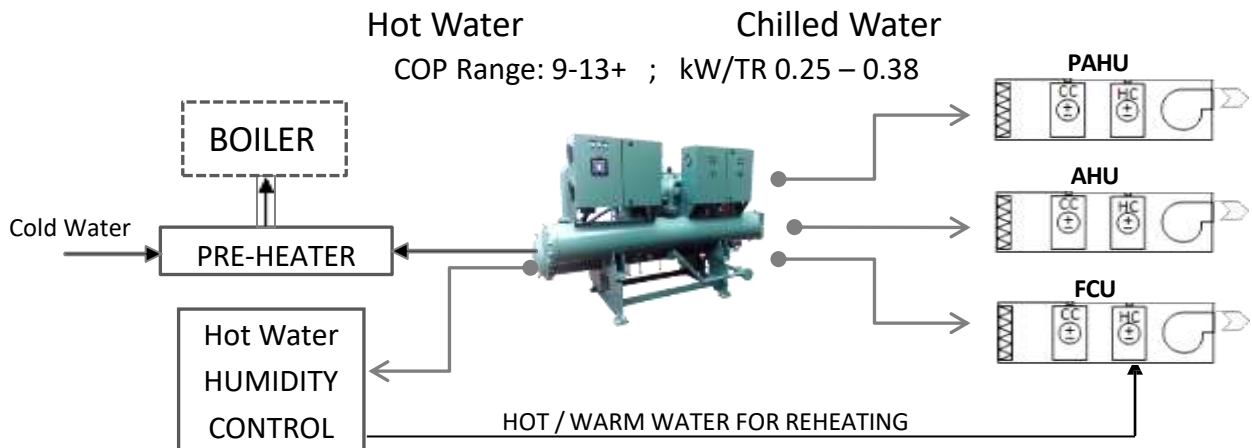 Hot Water
Chilled Water
COP Range: 9-13+ ; kW/TR 0.25 – 0.38
PAHU
CC
HC
BOILER
AHU
CC
HC
Cold Water
PRE-HEATER
FCU
CC
HC
Hot Water
HUMIDITY
CONTROL
HOT / WARM WATER FOR REHEATING